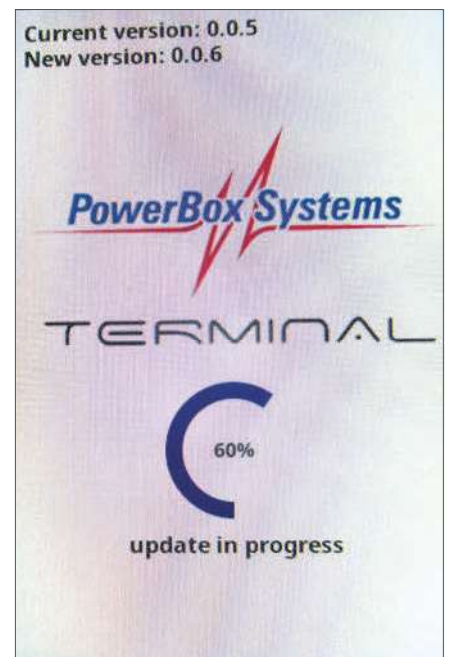 Current version: 0.0.5
New version: 0.0.6
PowerBox Systems
TERMINAL
60%
update in progress